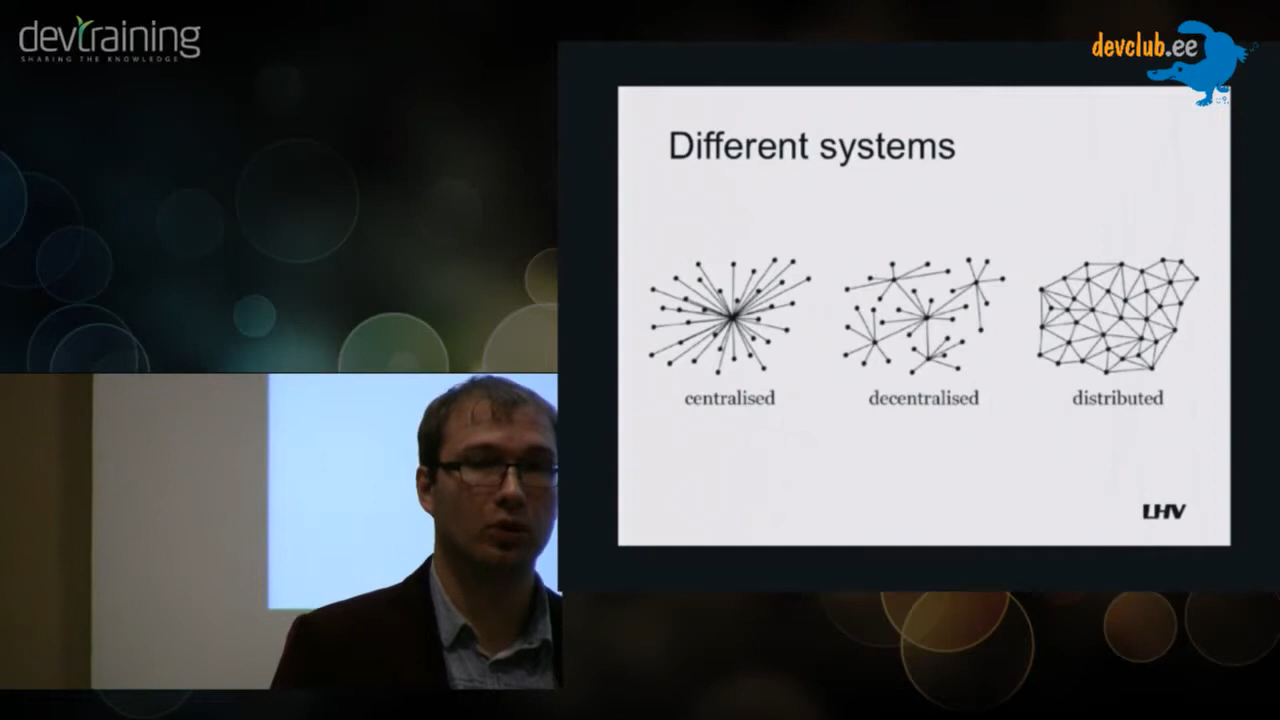 devtraining
SHARING THE KNOWLEDGE
devclub.ee
Different systems
centralised
decentralised
distributed
LHV